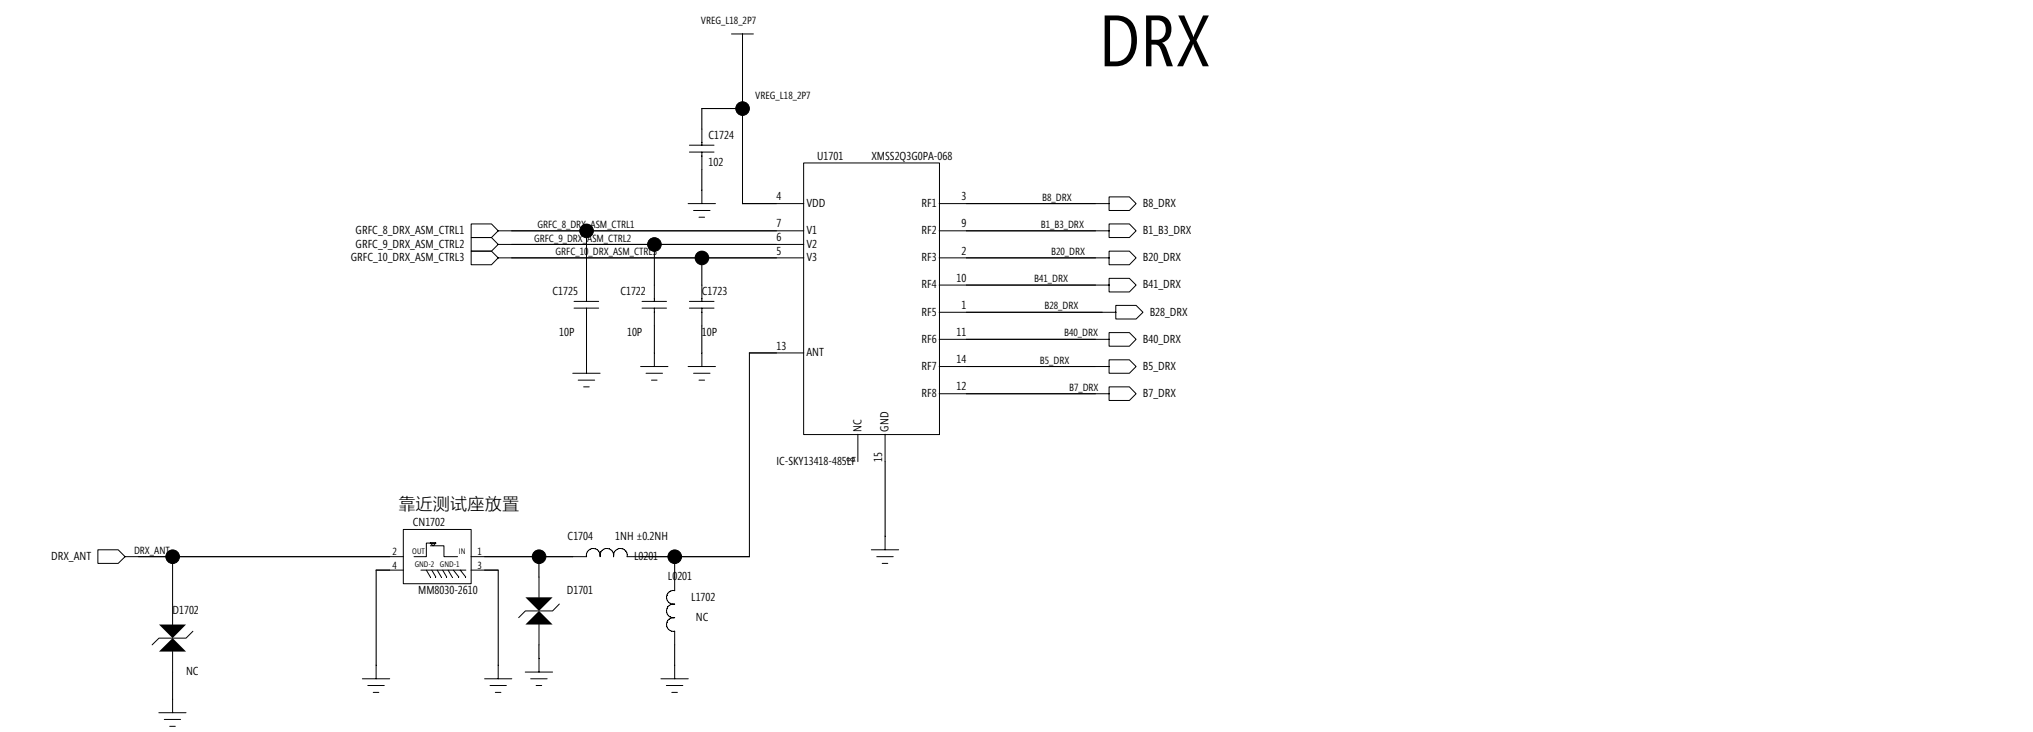 DRX
VREG_L18_2P7
VREG_L18_2P7
C1724
102
U1701 XMSS2Q3G0PA-068
4 VDD RF1 3 B8_DRX B8_DRX
GRFC_8_DRX_ASM_CTRL1 GRFC_8_DRX_ASM_CTRL1 7 V1 RF2 9 B1_B3_DRX B1_B3_DRX
GRFC_9_DRX_ASM_CTRL2 GRFC_9_DRX_ASM_CTRL2 6 V2
GRFC_10_DRX_ASM_CTRL3 GRFC_10_DRX_ASM_CTRL3 5 V3 RF3 2 B20_DRX B20_DRX
RF4 10 B41_DRX B41_DRX
C1725 C1722 C1723
RF5 1 B28_DRX B28_DRX
10P 10P 10P
RF6 11 B40_DRX B40_DRX
13 ANT
RF7 14 B5_DRX B5_DRX
RF8 12 B7_DRX B7_DRX
NC GND
IC-SKY13418-485LF
15
靠近测试座放置
CN1702
C1704 1NH ±0.2NH
DRX_ANT DRX_ANT 2 OUT IN 1
L0201
4 GND-2 GND-1 3
L0201
MM8030-2610
D1701
L1702
NC
D1702
NC